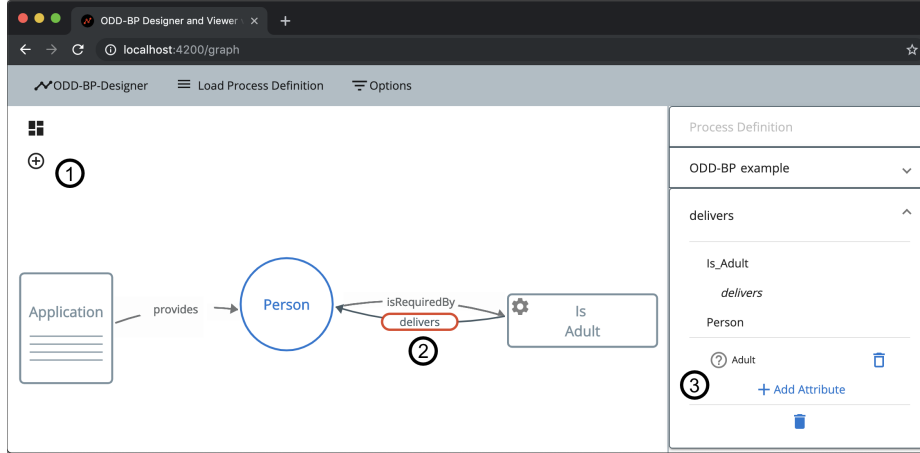 ODD-BP Designer and Viewer
localhost:4200/graph
ODD-BP-Designer
Load Process Definition
Options
1
Application
provides
Person
isRequiredBy
delivers
2
Is
Adult
Process Definition
ODD-BP example
delivers
Is_Adult
delivers
Person
? Adult
3
+ Add Attribute